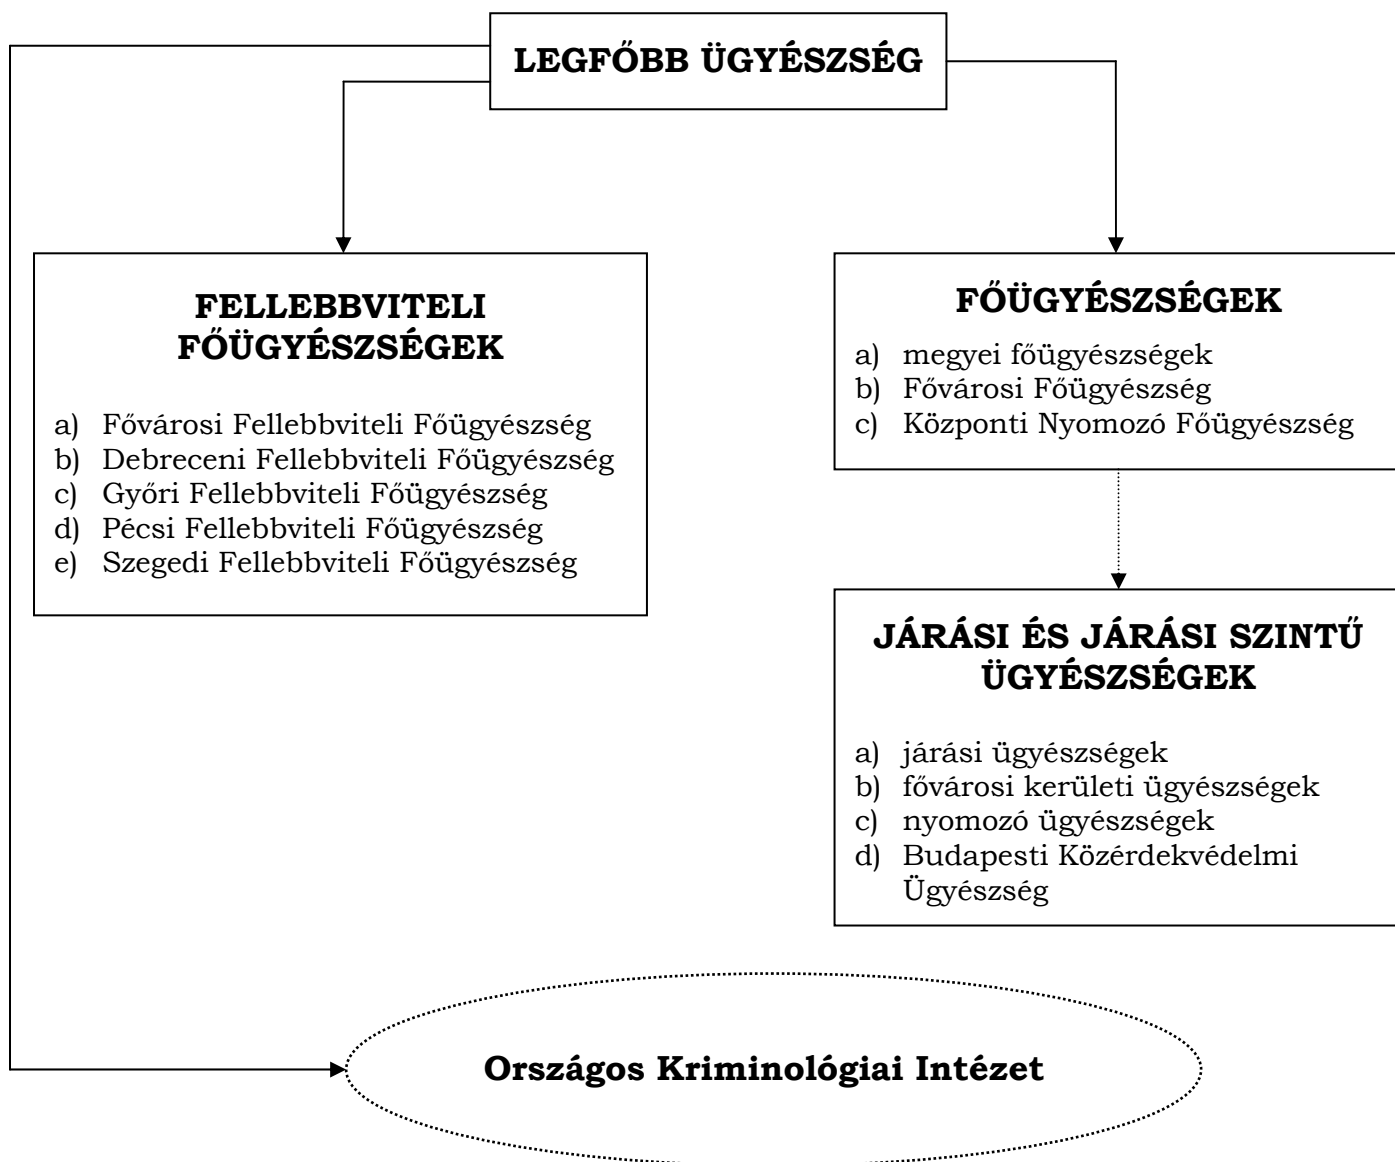 LEGFŐBB ÜGYÉSZSÉG
FELLEBBVITELI
FŐÜGYÉSZSÉGEK
a) Fővárosi Fellebbviteli Főügyészség
b) Debreceni Fellebbviteli Főügyészség
c) Győri Fellebbviteli Főügyészség
d) Pécsi Fellebbviteli Főügyészség
e) Szegedi Fellebbviteli Főügyészség
FŐÜGYÉSZSÉGEK
a) megyei főügyészségek
b) Fővárosi Főügyészség
c) Központi Nyomozó Főügyészség
JÁRÁSI ÉS JÁRÁSI SZINTŰ
ÜGYÉSZSÉGEK
a) járási ügyészségek
b) fővárosi kerületi ügyészségek
c) nyomozó ügyészségek
d) Budapesti Közérdekvédelmi
Ügyészség
Országos Kriminológiai Intézet